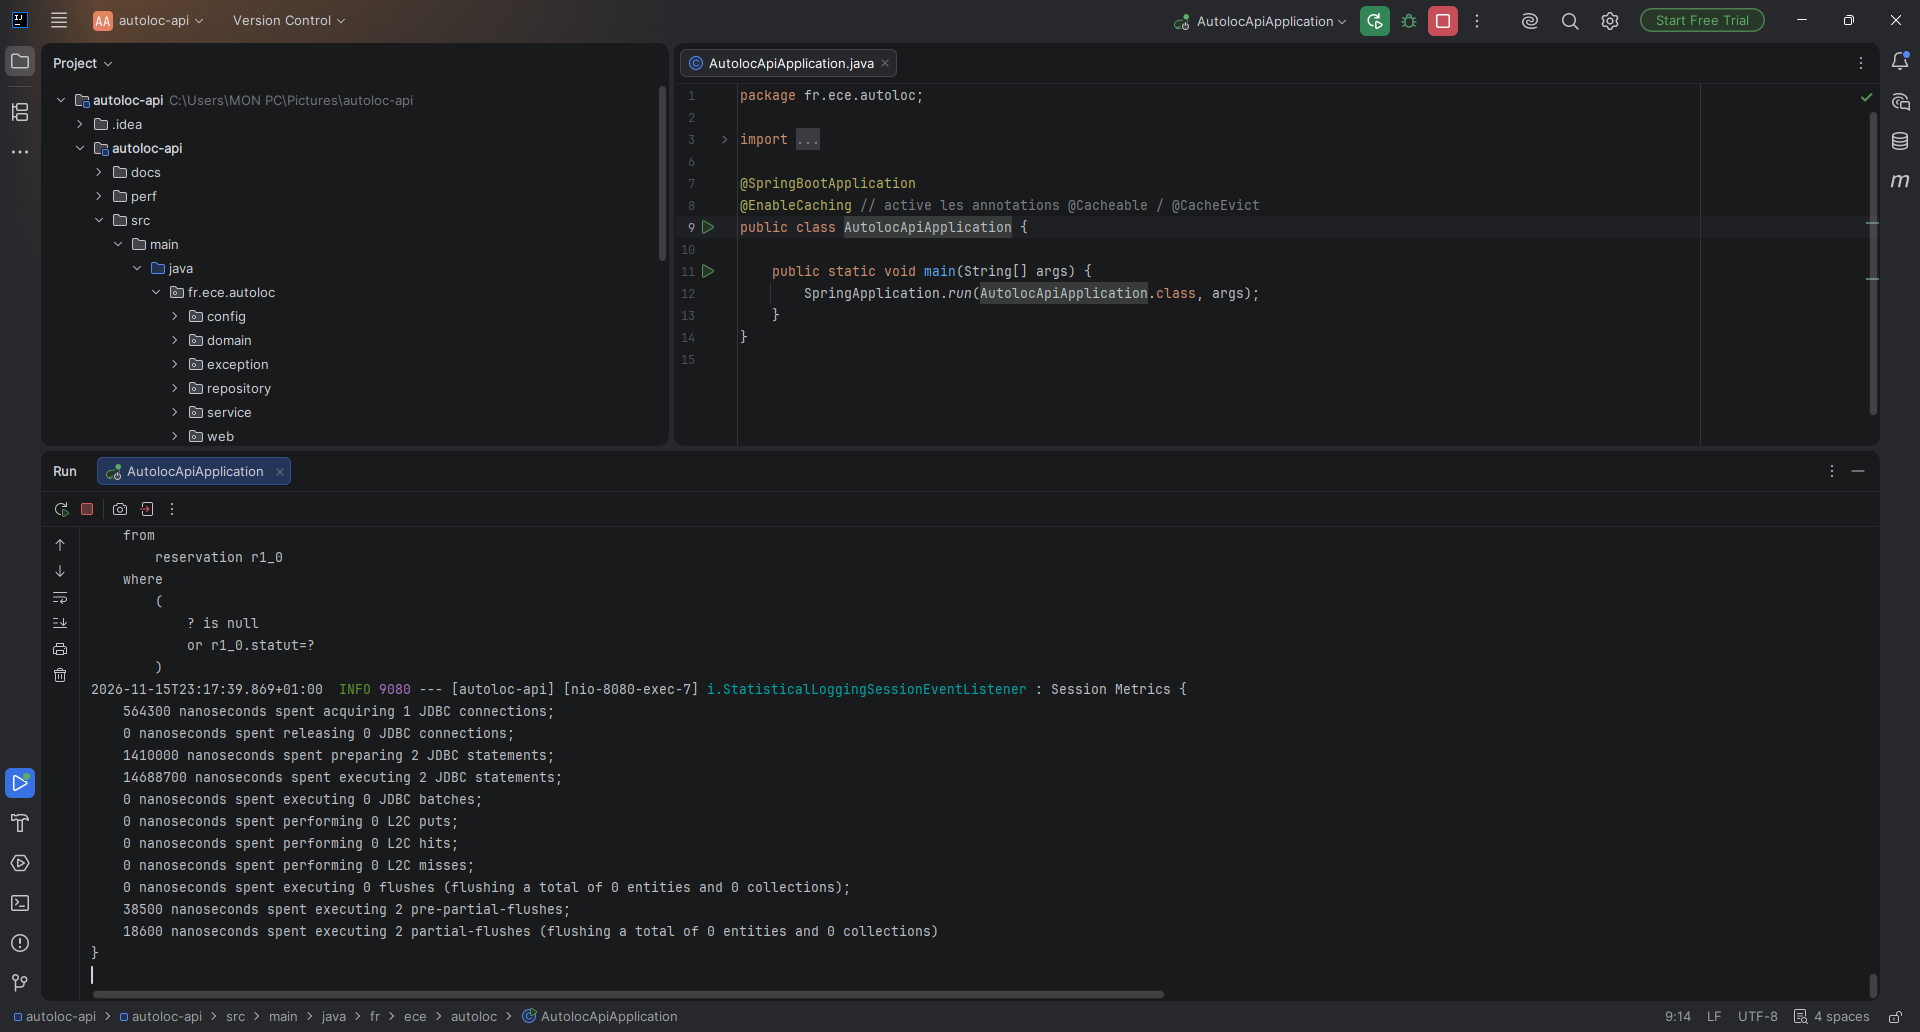 AA autoloc-api Version Control AutolocApiApplication Start Free Trial
Project
autoloc-api C:\Users\MON PC\Pictures\autoloc-api
.idea
autoloc-api
docs
perf
src
main
java
fr.ece.autoloc
config
domain
exception
repository
service
web
AutolocApiApplication.java
1 package fr.ece.autoloc;
2
3 import ...
6
7 @SpringBootApplication
8 @EnableCaching // active les annotations @Cacheable / @CacheEvict
9 public class AutolocApiApplication {
10
11 public static void main(String[] args) {
12 SpringApplication.run(AutolocApiApplication.class, args);
13 }
14 }
15
Run AutolocApiApplication
from
reservation r1_0
where
(
? is null
or r1_0.statut=?
)
2026-11-15T23:17:39.869+01:00 INFO 9080 --- [autoloc-api] [nio-8080-exec-7] i.StatisticalLoggingSessionEventListener : Session Metrics {
564300 nanoseconds spent acquiring 1 JDBC connections;
0 nanoseconds spent releasing 0 JDBC connections;
1410000 nanoseconds spent preparing 2 JDBC statements;
14688700 nanoseconds spent executing 2 JDBC statements;
0 nanoseconds spent executing 0 JDBC batches;
0 nanoseconds spent performing 0 L2C puts;
0 nanoseconds spent performing 0 L2C hits;
0 nanoseconds spent performing 0 L2C misses;
0 nanoseconds spent executing 0 flushes (flushing a total of 0 entities and 0 collections);
38500 nanoseconds spent executing 2 pre-partial-flushes;
18600 nanoseconds spent executing 2 partial-flushes (flushing a total of 0 entities and 0 collections)
}
autoloc-api > autoloc-api > src > main > java > fr > ece > autoloc > AutolocApiApplication 9:14 LF UTF-8 4 spaces